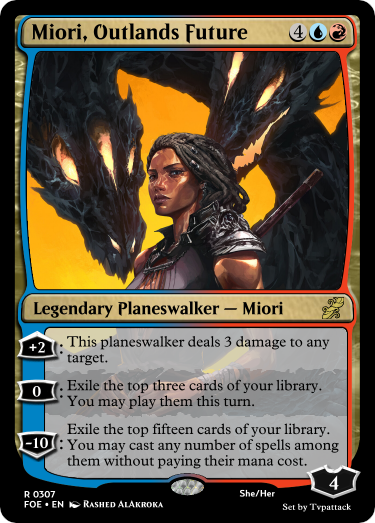 Miori, Outlands Future 4
Legendary Planeswalker — Miori
+2: This planeswalker deals 3 damage to any
target.
0: Exile the top three cards of your library.
You may play them this turn.
Exile the top fifteen cards of your library.
-10: You may cast any number of spells among
them without paying their mana cost.
4
R 0307 She/Her
FOE • EN Rashed AlAkroka Set by Tvpattack